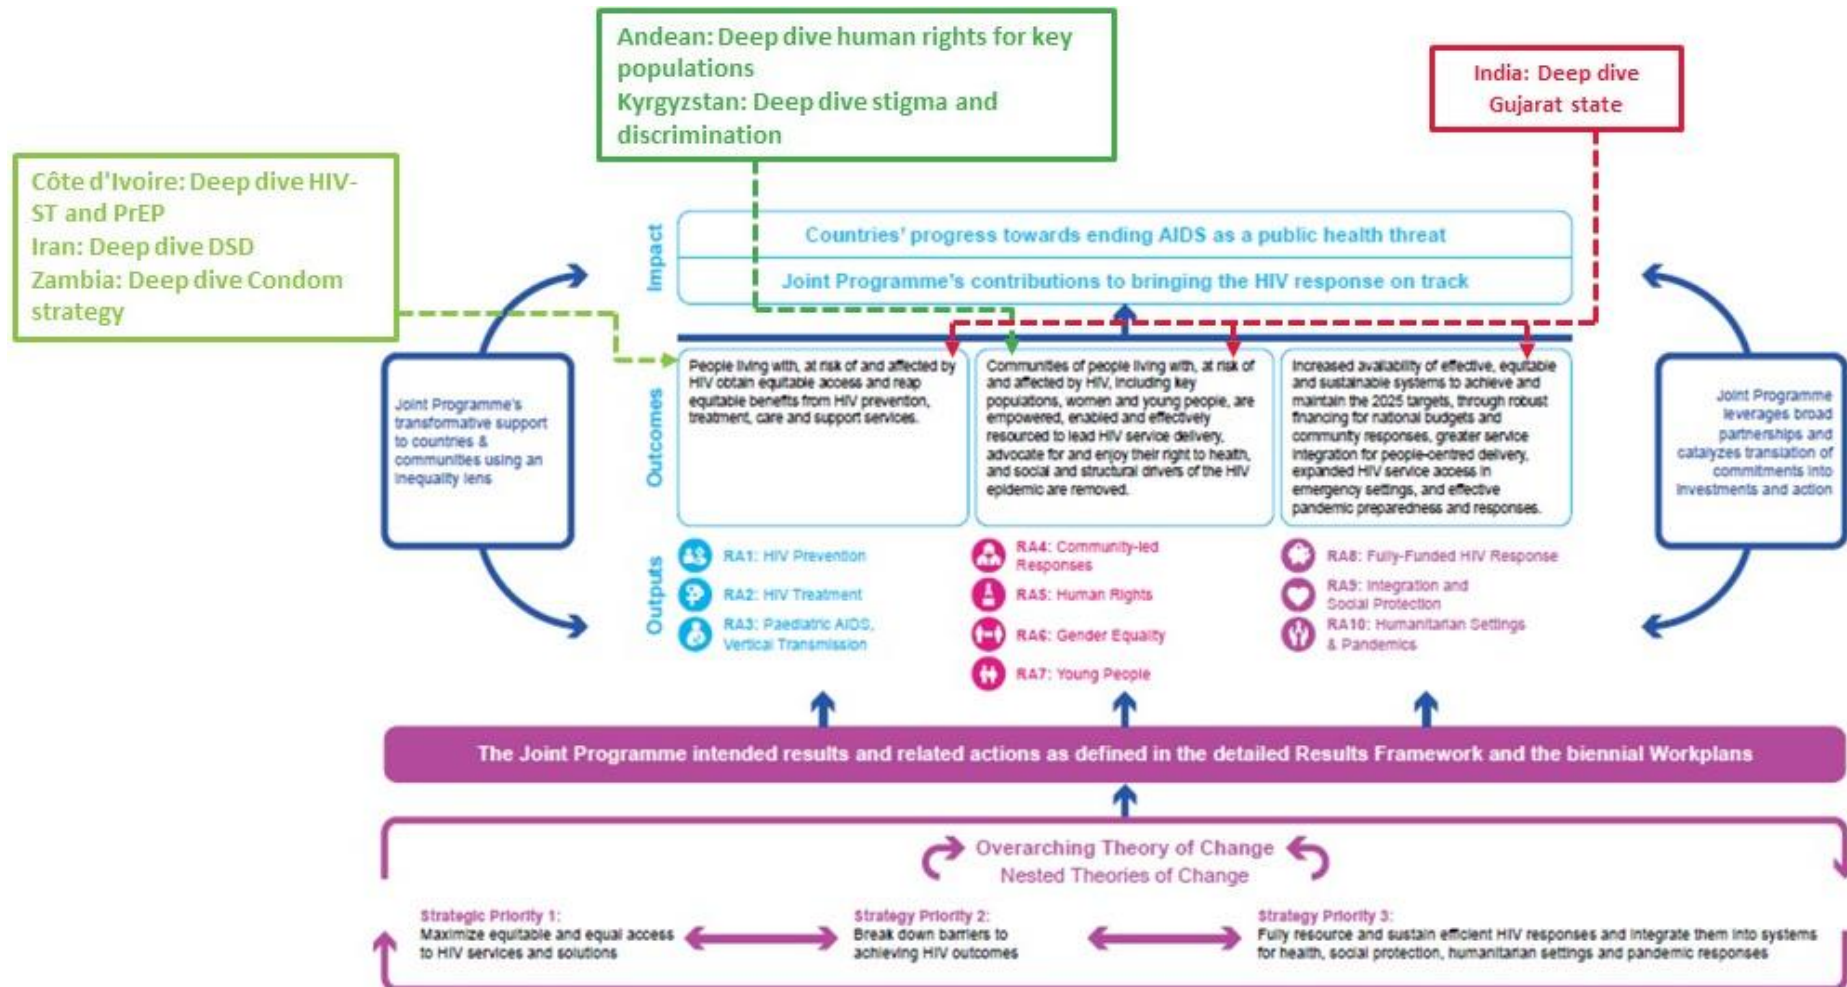 Andean: Deep dive human rights for key
populations
Kyrgyzstan: Deep dive stigma and
discrimination
India: Deep dive
Gujarat state
Côte d'Ivoire: Deep dive HIV-
ST and PrEP
Iran: Deep dive DSD
Zambia: Deep dive Condom
strategy
Impact
Countries' progress towards ending AIDS as a public health threat
Joint Programme's contributions to bringing the HIV response on track
Joint Programme's
transformative support
to countries &
communities using an
inequality lens
Outcomes
People living with, at risk of and affected by
HIV obtain equitable access and reap
equitable benefits from HIV prevention,
treatment, care and support services.
Communities of people living with, at risk of
and affected by HIV, including key
populations, women and young people, are
empowered, enabled and effectively
resourced to lead HIV service delivery,
advocate for and enjoy their right to health,
and social and structural drivers of the HIV
epidemic are removed.
Increased availability of effective, equitable
and sustainable systems to achieve and
maintain the 2025 targets, through robust
financing for national budgets and
community responses, greater service
integration for people-centred delivery,
expanded HIV service access in
emergency settings, and effective
pandemic preparedness and responses.
Joint Programme
leverages broad
partnerships and
catalyzes translation of
commitments into
investments and action
Outputs
RA1: HIV Prevention
RA2: HIV Treatment
RA3: Paediatric AIDS,
Vertical Transmission
RA4: Community-led
Responses
RA5: Human Rights
RA6: Gender Equality
RA7: Young People
RA8: Fully-Funded HIV Response
RA9: Integration and
Social Protection
RA10: Humanitarian Settings
& Pandemics
The Joint Programme intended results and related actions as defined in the detailed Results Framework and the biennial Workplans
Overarching Theory of Change
Nested Theories of Change
Strategic Priority 1:
Maximize equitable and equal access
to HIV services and solutions
Strategy Priority 2:
Break down barriers to
achieving HIV outcomes
Strategy Priority 3:
Fully resource and sustain efficient HIV responses and integrate them into systems
for health, social protection, humanitarian settings and pandemic responses